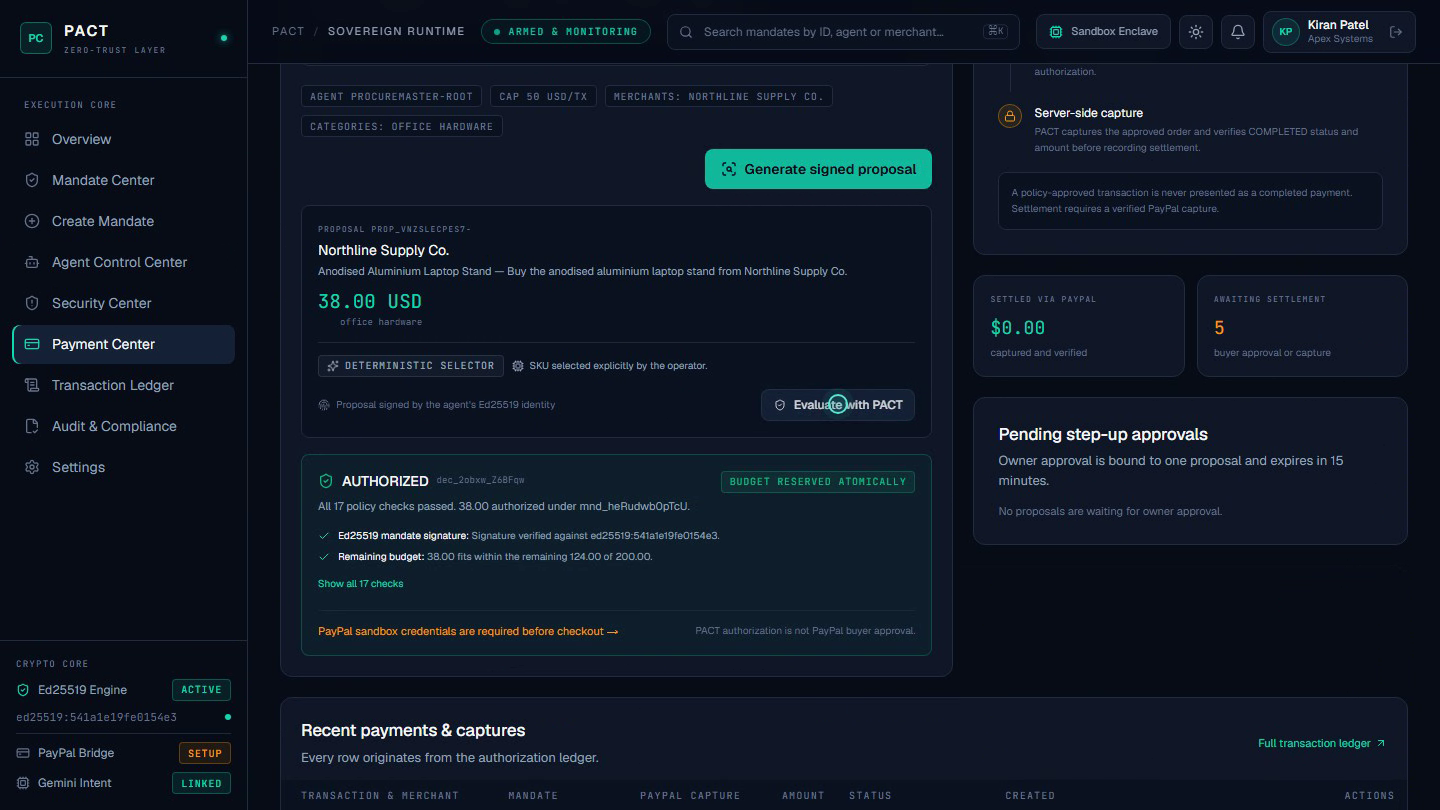 PC
PACT
ZERO-TRUST LAYER
EXECUTION CORE
Overview
Mandate Center
Create Mandate
Agent Control Center
Security Center
Payment Center
Transaction Ledger
Audit & Compliance
Settings
CRYPTO CORE
Ed25519 Engine
ACTIVE
ed25519:541a1e19fe0154e3
PayPal Bridge
SETUP
Gemini Intent
LINKED
PACT / SOVEREIGN RUNTIME
ARMED & MONITORING
Search mandates by ID, agent or merchant…
⌘K
Sandbox Enclave
KP
Kiran Patel
Apex Systems
AGENT PROCUREMASTER-ROOT
CAP 50 USD/TX
MERCHANTS: NORTHLINE SUPPLY CO.
CATEGORIES: OFFICE HARDWARE
Generate signed proposal
PROPOSAL PROP_VNZSLECPES7-
Northline Supply Co.
Anodised Aluminium Laptop Stand — Buy the anodised aluminium laptop stand from Northline Supply Co.
38.00 USD
office hardware
DETERMINISTIC SELECTOR
SKU selected explicitly by the operator.
Proposal signed by the agent's Ed25519 identity
Evaluate with PACT
AUTHORIZED
dec_2obxw_Z6BFqw
BUDGET RESERVED ATOMICALLY
All 17 policy checks passed. 38.00 authorized under mnd_heRudwb0pTcU.
Ed25519 mandate signature: Signature verified against ed25519:541a1e19fe0154e3.
Remaining budget: 38.00 fits within the remaining 124.00 of 200.00.
Show all 17 checks
PayPal sandbox credentials are required before checkout →
PACT authorization is not PayPal buyer approval.
authorization.
Server-side capture
PACT captures the approved order and verifies COMPLETED status and
amount before recording settlement.
A policy-approved transaction is never presented as a completed payment.
Settlement requires a verified PayPal capture.
SETTLED VIA PAYPAL
$0.00
captured and verified
AWAITING SETTLEMENT
5
buyer approval or capture
Pending step-up approvals
Owner approval is bound to one proposal and expires in 15
minutes.
No proposals are waiting for owner approval.
Recent payments & captures
Every row originates from the authorization ledger.
Full transaction ledger
TRANSACTION & MERCHANT
MANDATE
PAYPAL CAPTURE
AMOUNT
STATUS
CREATED
ACTIONS